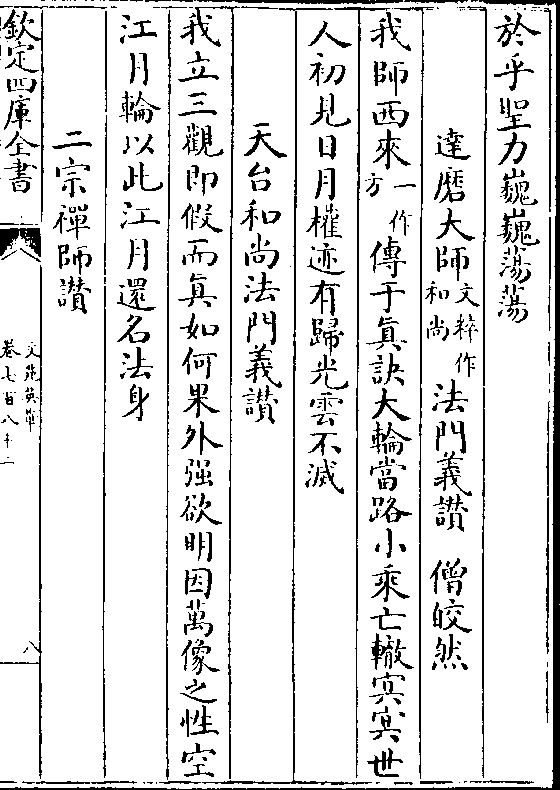 於乎聖力巍巍蕩蕩
達磨大師文粹作和尚法門義讃　僧皎然
我師西來一作方傳于眞訣大輪當路小乘亡轍㝠㝠世
人初見日月權迹有歸光雲不滅
天台和尚法門義讃
我立三觀即假而眞如何果外强欲明因萬像之性空
江月輪以此江月還名法身
二宗禪師讃
欽定四庫全書
文苑英華
卷七百八十一
八